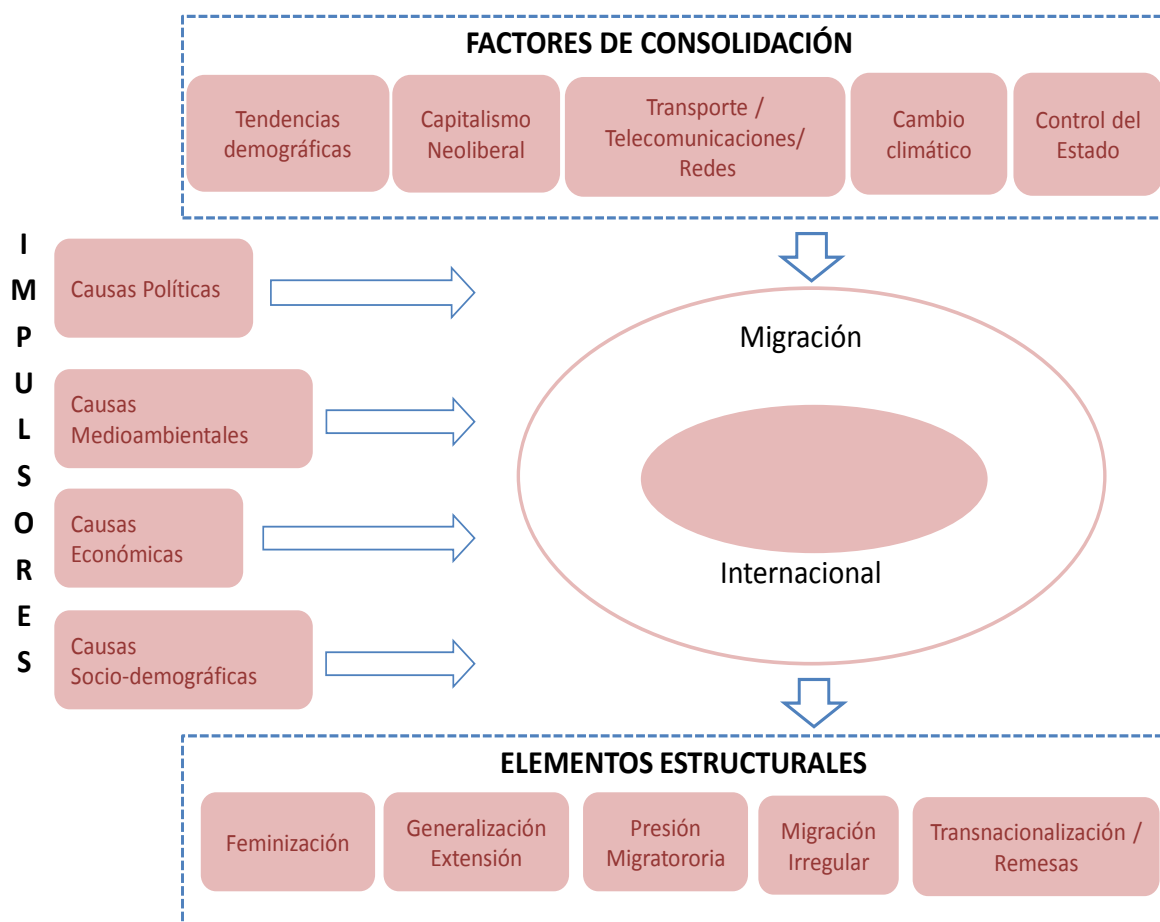 FACTORES DE CONSOLIDACIÓN
Tendencias
demográficas
Capitalismo
Neoliberal
Transporte /
Telecomunicaciones/
Redes
Cambio
climático
Control del
Estado
IMPULSORES
Causas Políticas
Causas
Medioambientales
Causas
Económicas
Causas
Socio-demográficas
Migración
Internacional
ELEMENTOS ESTRUCTURALES
Feminización
Generalización
Extensión
Presión
Migratororia
Migración
Irregular
Transnacionalización /
Remesas